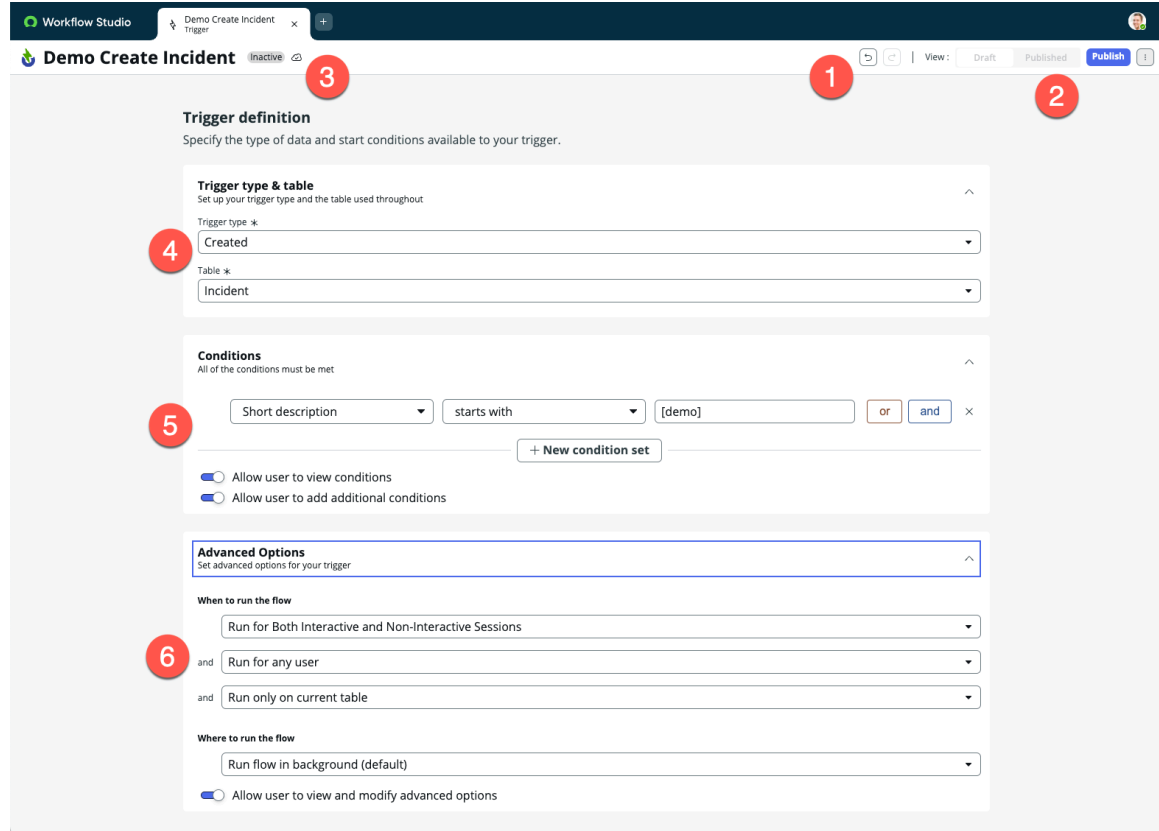 Workflow Studio
Demo Create Incident
Trigger
Demo Create Incident Inactive
View : Draft Published Publish
3
1
2
Trigger definition
Specify the type of data and start conditions available to your trigger.
Trigger type & table
Set up your trigger type and the table used throughout
Trigger type *
4
Created
Table *
Incident
Conditions
All of the conditions must be met
5
Short description starts with [demo] or and
+ New condition set
Allow user to view conditions
Allow user to add additional conditions
Advanced Options
Set advanced options for your trigger
When to run the flow
Run for Both Interactive and Non-Interactive Sessions
6
and Run for any user
and Run only on current table
Where to run the flow
Run flow in background (default)
Allow user to view and modify advanced options